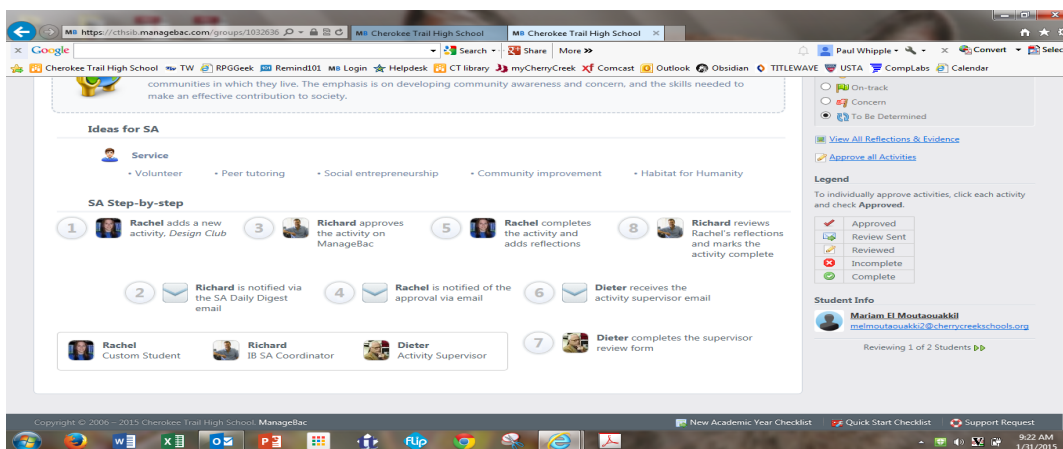 MB https://cthsib.managebac.com/groups/1032636
MB Cherokee Trail High School
MB Cherokee Trail High School
x Google
Search
Share
More »
Paul Whipple
x
Convert
Selec
Cherokee Trail High School
TW
RPGGeek
Remind101
MB Login
Helpdesk
CT library
myCherryCreek
Comcast
Outlook
Obsidian
TITLEWAVE
USTA
CompLabs
Calendar
communities in which they live. The emphasis is on developing community awareness and concern, and the skills needed to
make an effective contribution to society.
Ideas for SA
Service
• Volunteer • Peer tutoring • Social entrepreneurship • Community improvement • Habitat for Humanity
SA Step-by-step
1 Rachel adds a new
activity, Design Club
3 Richard approves
the activity on
ManageBac
5 Rachel completes
the activity and
adds reflections
8 Richard reviews
Rachel's reflections
and marks the
activity complete
2 Richard is notified via
the SA Daily Digest
email
4 Rachel is notified of the
approval via email
6 Dieter receives the
activity supervisor email
Rachel
Custom Student
Richard
IB SA Coordinator
Dieter
Activity Supervisor
7 Dieter completes the supervisor
review form
On-track
Concern
To Be Determined
View All Reflections & Evidence
Approve all Activities
Legend
To individually approve activities, click each activity
and check Approved.
Approved
Review Sent
Reviewed
Incomplete
Complete
Student Info
Mariam El Moutaouakkil
melmoutaouakki2@cherrycreekschools.org
Reviewing 1 of 2 Students
Copyright © 2006 – 2015 Cherokee Trail High School. ManageBac
New Academic Year Checklist
Quick Start Checklist
Support Request
FLIP
9:22 AM
1/31/2015